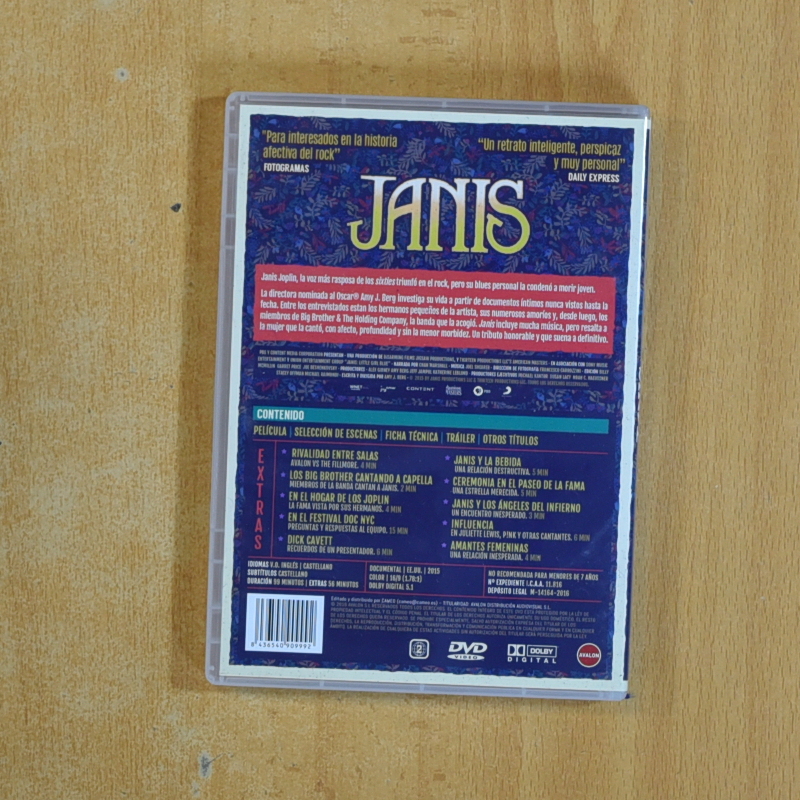 "Para interesados en la historia
afectiva del rock"
FOTOGRAMAS
"Un retrato inteligente, perspicaz
y muy personal"
DAILY EXPRESS
JANIS
Janis Joplin, la voz más rasposa de los sixties triunfó en el rock, pero su blues personal la condenó a morir joven.
La directora nominada al Oscar® Amy J. Berg investiga su vida a partir de documentos íntimos nunca vistos hasta la
fecha. Entre los entrevistados están los hermanos pequeños de la artista, sus numerosos amoríos y, desde luego, los
miembros de Big Brother & The Holding Company, la banda que la acogió. Janis incluye mucha música, pero resalta a
la mujer que la cantó, con afecto, profundidad y sin la menor morbidez. Un tributo honorable y que suena a definitivo.
CONTENT
PBS
CONTENIDO
PELÍCULA | SELECCIÓN DE ESCENAS | FICHA TÉCNICA | TRÁILER | OTROS TÍTULOS
EXTRAS
RIVALIDAD ENTRE SALAS
AVALON VS THE FILLMORE. 4 MIN
LOS BIG BROTHER CANTANDO A CAPELLA
MIEMBROS DE LA BANDA CANTAN A JANIS. 2 MIN
EN EL HOGAR DE LOS JOPLIN
LA FAMA VISTA POR SUS HERMANOS. 4 MIN
EN EL FESTIVAL DOC NYC
PREGUNTAS Y RESPUESTAS AL EQUIPO. 15 MIN
DICK CAVETT
RECUERDOS DE UN PRESENTADOR. 6 MIN
JANIS Y LA BEBIDA
UNA RELACIÓN DESTRUCTIVA. 5 MIN
CEREMONIA EN EL PASEO DE LA FAMA
UNA ESTRELLA MERECIDA. 5 MIN
JANIS Y LOS ÁNGELES DEL INFIERNO
UN ENCUENTRO INESPERADO. 3 MIN
INFLUENCIA
EN JULIETTE LEWIS, P!NK Y OTRAS CANTANTES. 6 MIN
AMANTES FEMENINAS
UNA RELACIÓN INESPERADA. 4 MIN
IDIOMAS V.O. INGLÉS | CASTELLANO
SUBTÍTULOS CASTELLANO
DURACIÓN 99 MINUTOS | EXTRAS 56 MINUTOS
DOCUMENTAL | EE.UU. | 2015
COLOR | 16/9 (1.78:1)
DOLBY DIGITAL 5.1
NO RECOMENDADA PARA MENORES DE 7 AÑOS
Nº EXPEDIENTE I.C.A.A. 11.816
DEPÓSITO LEGAL M-14164-2016
8 436540 909992
2
DVD
VIDEO
DOLBY
DIGITAL
AVALON